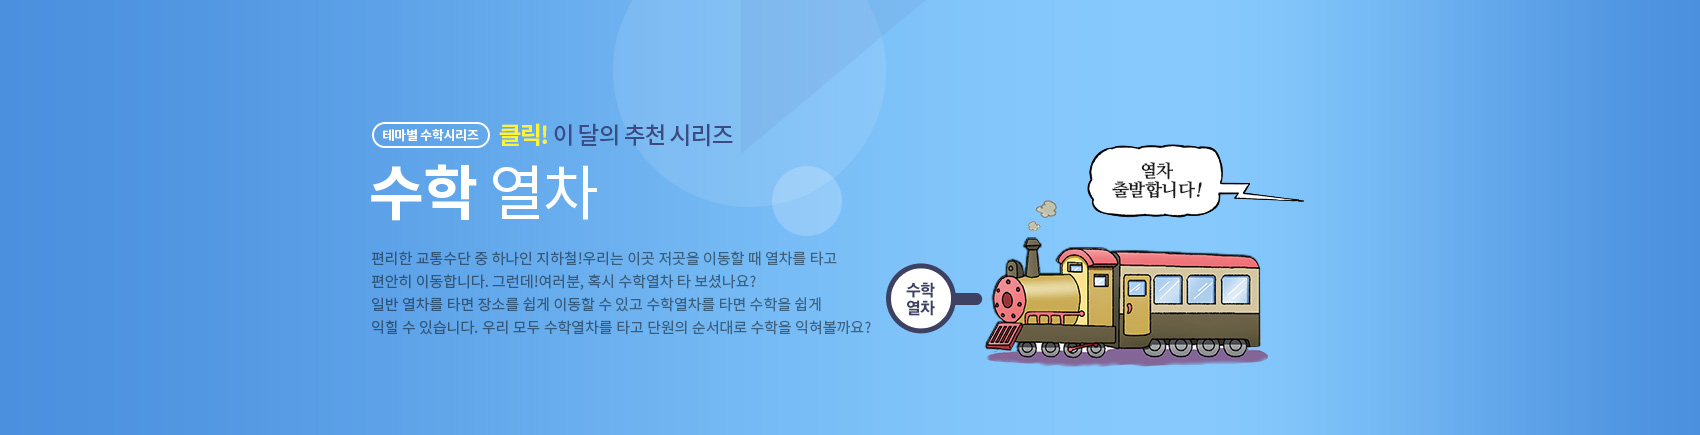 테마별 수학시리즈 클릭! 이 달의 추천 시리즈
수학 열차
편리한 교통수단 중 하나인 지하철!우리는 이곳 저곳을 이동할 때 열차를 타고
편안히 이동합니다. 그런데!여러분, 혹시 수학열차 타 보셨나요?
일반 열차를 타면 장소를 쉽게 이동할 수 있고 수학열차를 타면 수학을 쉽게
익힐 수 있습니다. 우리 모두 수학열차를 타고 단원의 순서대로 수학을 익혀볼까요?
수학
열차
열차
출발합니다!